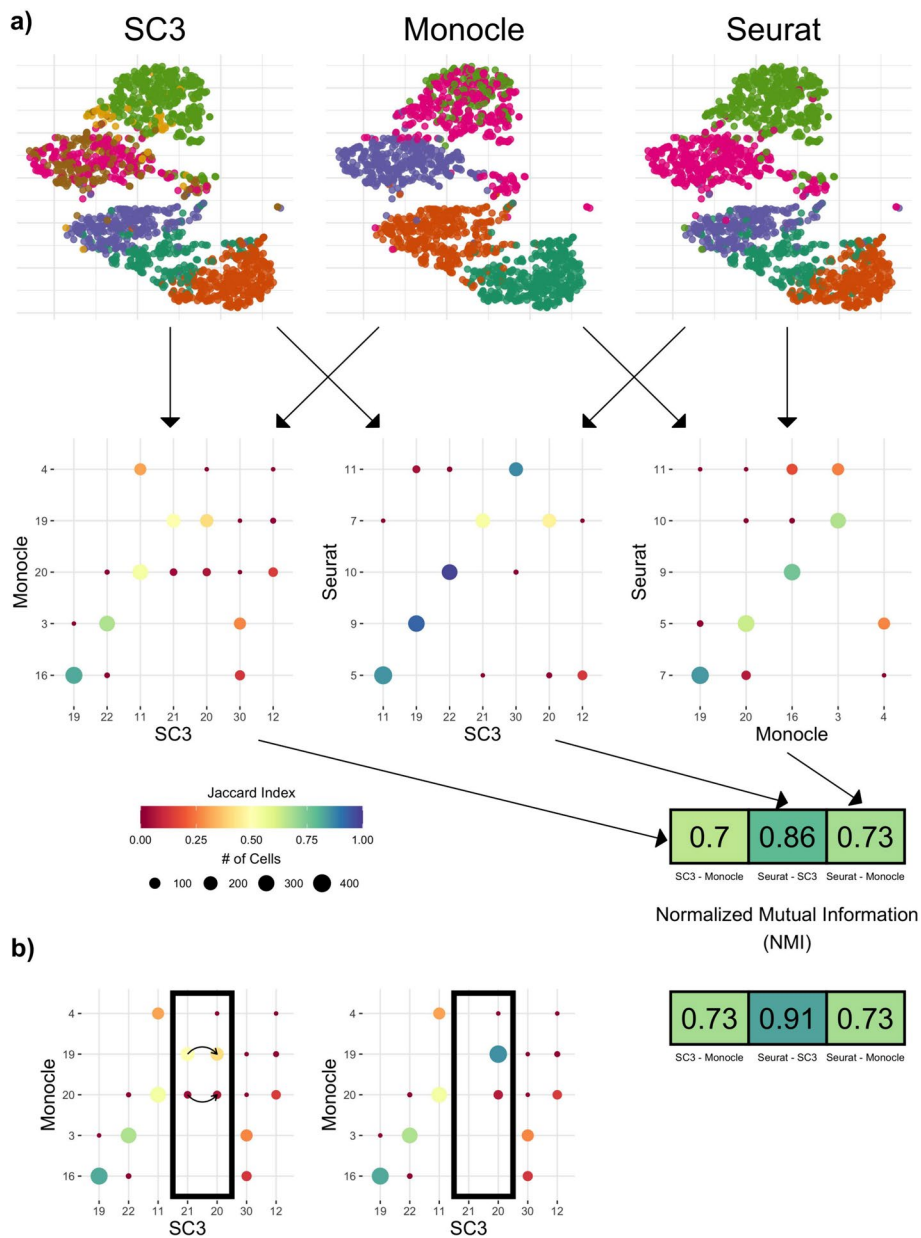 a)
SC3 Monocle Seurat
4
19
20
3
16
Monocle
19 22 11 21 20 30 12
SC3
11
7
10
9
5
Seurat
11 19 22 21 30 20 12
SC3
11
10
9
5
7
Seurat
19 20 16 3 4
Monocle
Jaccard Index
0.00 0.25 0.50 0.75 1.00
# of Cells
100 200 300 400
0.7 0.86 0.73
SC3 - Monocle Seurat - SC3 Seurat - Monocle
Normalized Mutual Information
(NMI)
b)
4
19
20
3
16
Monocle
19 22 11 21 20 30 12
SC3
4
19
20
3
16
Monocle
19 22 11 21 20 30 12
SC3
0.73 0.91 0.73
SC3 - Monocle Seurat - SC3 Seurat - Monocle